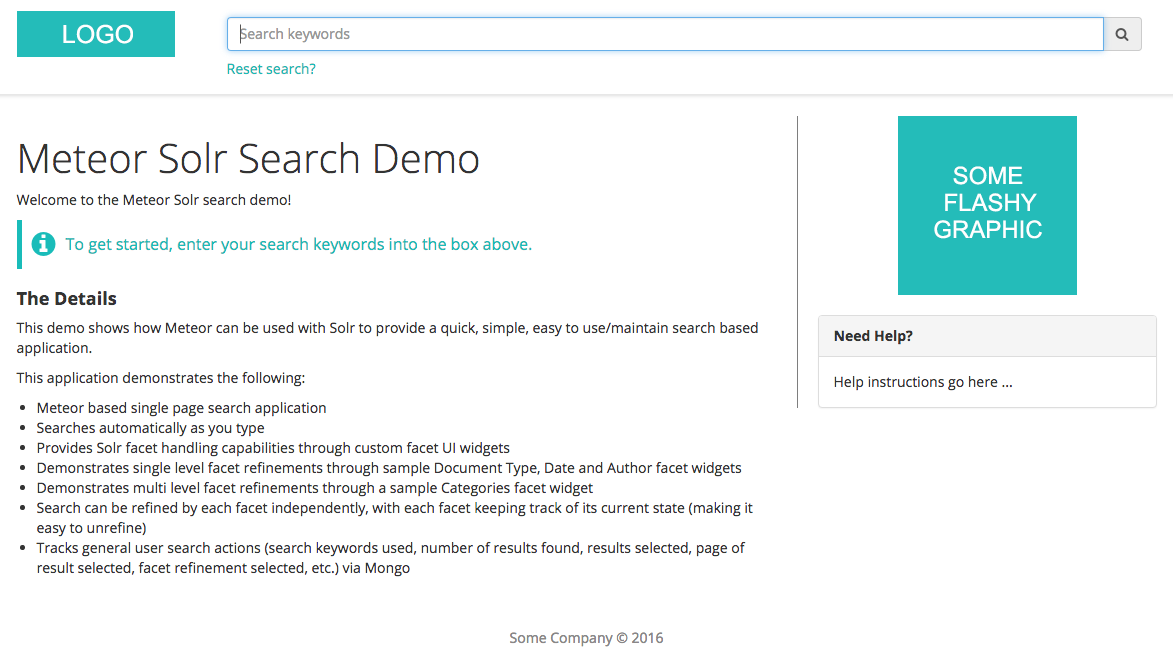 LOGO
Search keywords
Reset search?
Meteor Solr Search Demo
Welcome to the Meteor Solr search demo!
To get started, enter your search keywords into the box above.
The Details
This demo shows how Meteor can be used with Solr to provide a quick, simple, easy to use/maintain search based
application.
This application demonstrates the following:
Meteor based single page search application
Searches automatically as you type
Provides Solr facet handling capabilities through custom facet UI widgets
Demonstrates single level facet refinements through sample Document Type, Date and Author facet widgets
Demonstrates multi level facet refinements through a sample Categories facet widget
Search can be refined by each facet independently, with each facet keeping track of its current state (making it
easy to unrefine)
Tracks general user search actions (search keywords used, number of results found, results selected, page of
result selected, facet refinement selected, etc.) via Mongo
SOME
FLASHY
GRAPHIC
Need Help?
Help instructions go here ...
Some Company © 2016